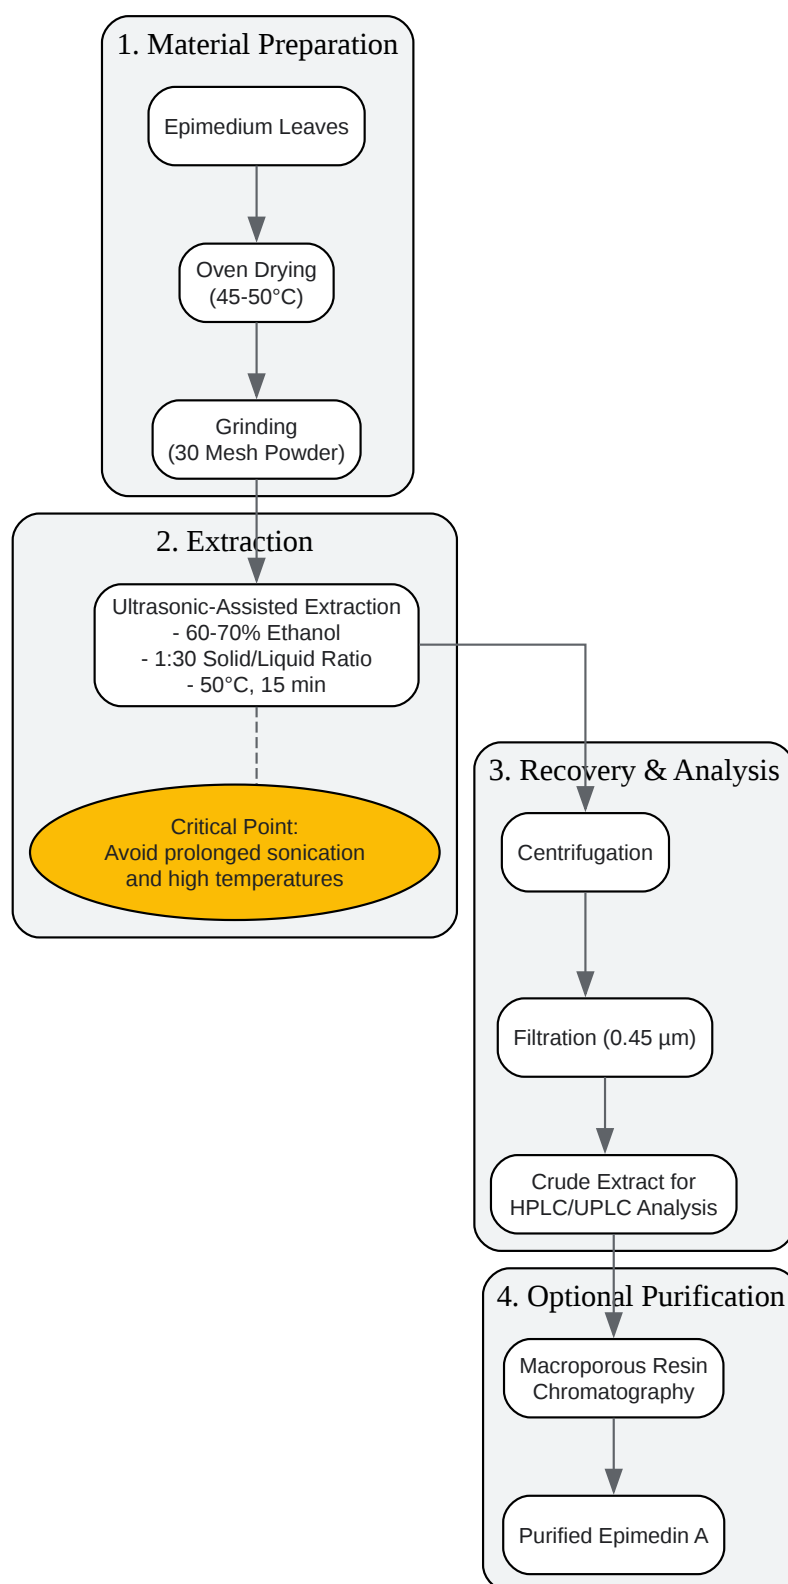 1. Material Preparation
Epimedium Leaves
Oven Drying
(45-50°C)
Grinding
(30 Mesh Powder)
2. Extraction
Ultrasonic-Assisted Extraction
- 60-70% Ethanol
- 1:30 Solid/Liquid Ratio
- 50°C, 15 min
Critical Point:
Avoid prolonged sonication
and high temperatures
3. Recovery & Analysis
Centrifugation
Filtration (0.45 µm)
Crude Extract for
HPLC/UPLC Analysis
4. Optional Purification
Macroporous Resin
Chromatography
Purified Epimedin A